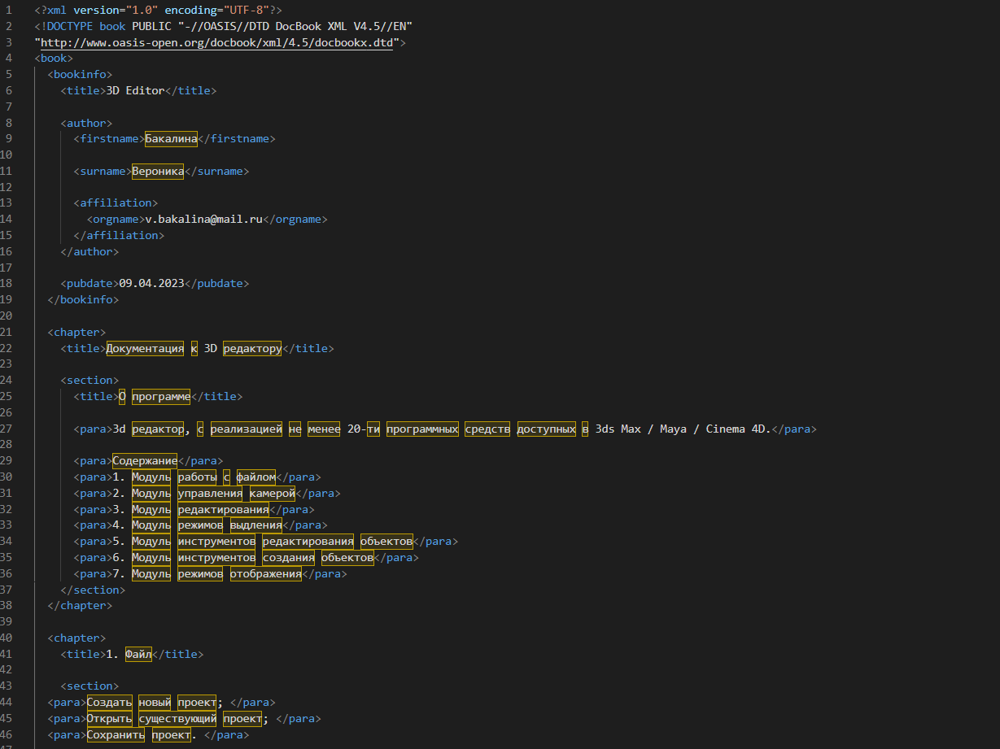 1 <?xml version="1.0" encoding="UTF-8"?>
2 <!DOCTYPE book PUBLIC "-//OASIS//DTD DocBook XML V4.5//EN"
3 "http://www.oasis-open.org/docbook/xml/4.5/docbookx.dtd">
4 <book>
5 <bookinfo>
6 <title>3D Editor</title>
7
8 <author>
9 <firstname>Бакалина</firstname>
10
11 <surname>Вероника</surname>
12
13 <affiliation>
14 <orgname>v.bakalina@mail.ru</orgname>
15 </affiliation>
16 </author>
17
18 <pubdate>09.04.2023</pubdate>
19 </bookinfo>
20
21 <chapter>
22 <title>Документация к 3D редактору</title>
23
24 <section>
25 <title>О программе</title>
26
27 <para>3d редактор, с реализацией не менее 20-ти программных средств доступных в 3ds Max / Maya / Cinema 4D.</para>
28
29 <para>Содержание</para>
30 <para>1. Модуль работы с файлом</para>
31 <para>2. Модуль управления камерой</para>
32 <para>3. Модуль редактирования</para>
33 <para>4. Модуль режимов выдления</para>
34 <para>5. Модуль инструментов редактирования объектов</para>
35 <para>6. Модуль инструментов создания объектов</para>
36 <para>7. Модуль режимов отображения</para>
37 </section>
38 </chapter>
39
40 <chapter>
41 <title>1. Файл</title>
42
43 <section>
44 <para>Создать новый проект; </para>
45 <para>Открыть существующий проект; </para>
46 <para>Сохранить проект. </para>